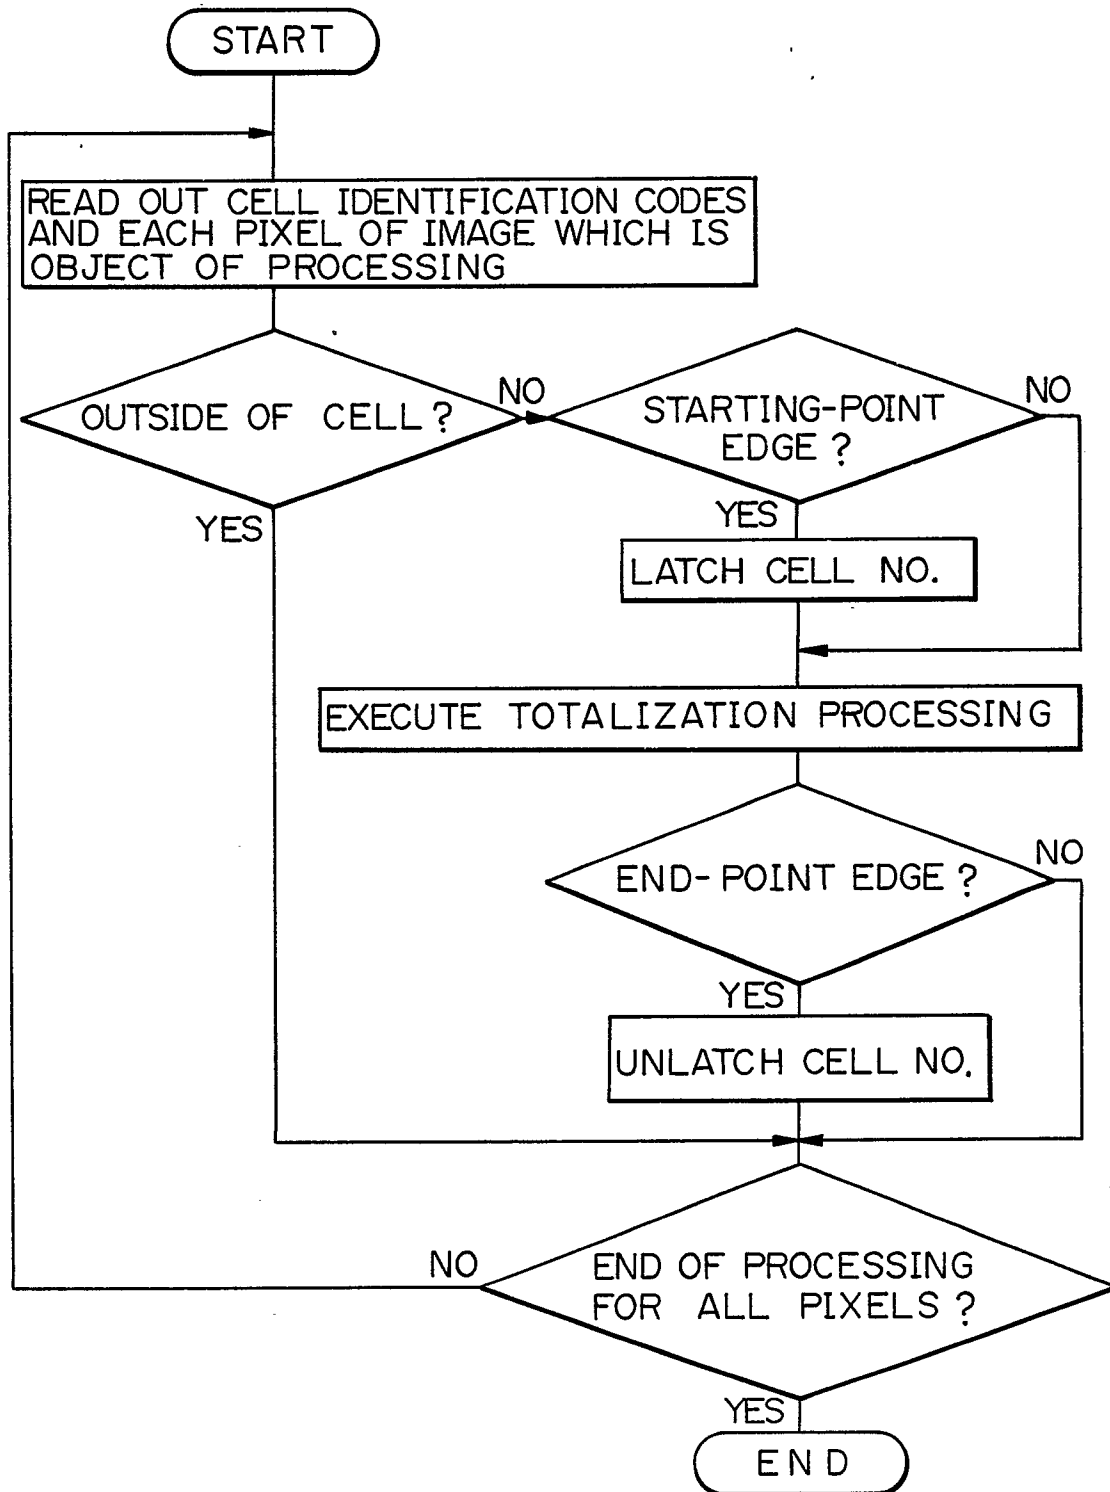 START
READ OUT CELL IDENTIFICATION CODES
AND EACH PIXEL OF IMAGE WHICH IS
OBJECT OF PROCESSING
OUTSIDE OF CELL?
NO
STARTING-POINT
EDGE?
NO
YES
YES
LATCH CELL NO.
EXECUTE TOTALIZATION PROCESSING
END-POINT EDGE?
NO
YES
UNLATCH CELL NO.
NO
END OF PROCESSING
FOR ALL PIXELS?
YES
END